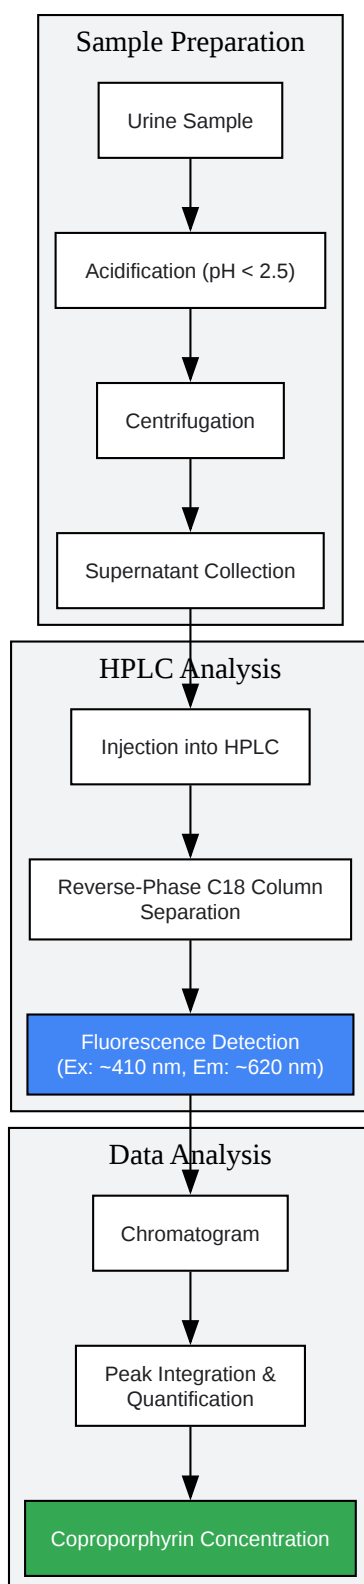 Sample Preparation
Urine Sample
Acidification (pH < 2.5)
Centrifugation
Supernatant Collection
HPLC Analysis
Injection into HPLC
Reverse-Phase C18 Column
Separation
Fluorescence Detection
(Ex: ~410 nm, Em: ~620 nm)
Data Analysis
Chromatogram
Peak Integration &
Quantification
Coproporphyrin Concentration